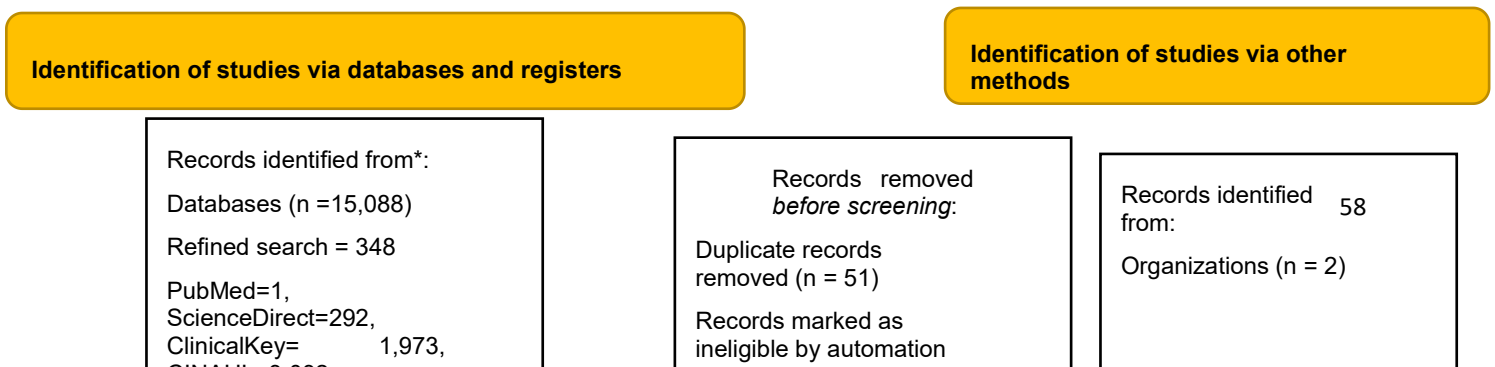 Identification of studies via databases and registers
Identification of studies via other
methods
Records identified from*:
Databases (n =15,088)
Refined search = 348
PubMed=1,
ScienceDirect=292,
ClinicalKey= 1,973,
Records removed
before screening:
Duplicate records
removed (n = 51)
Records marked as
ineligible by automation
Records identified 58
from:
Organizations (n = 2)